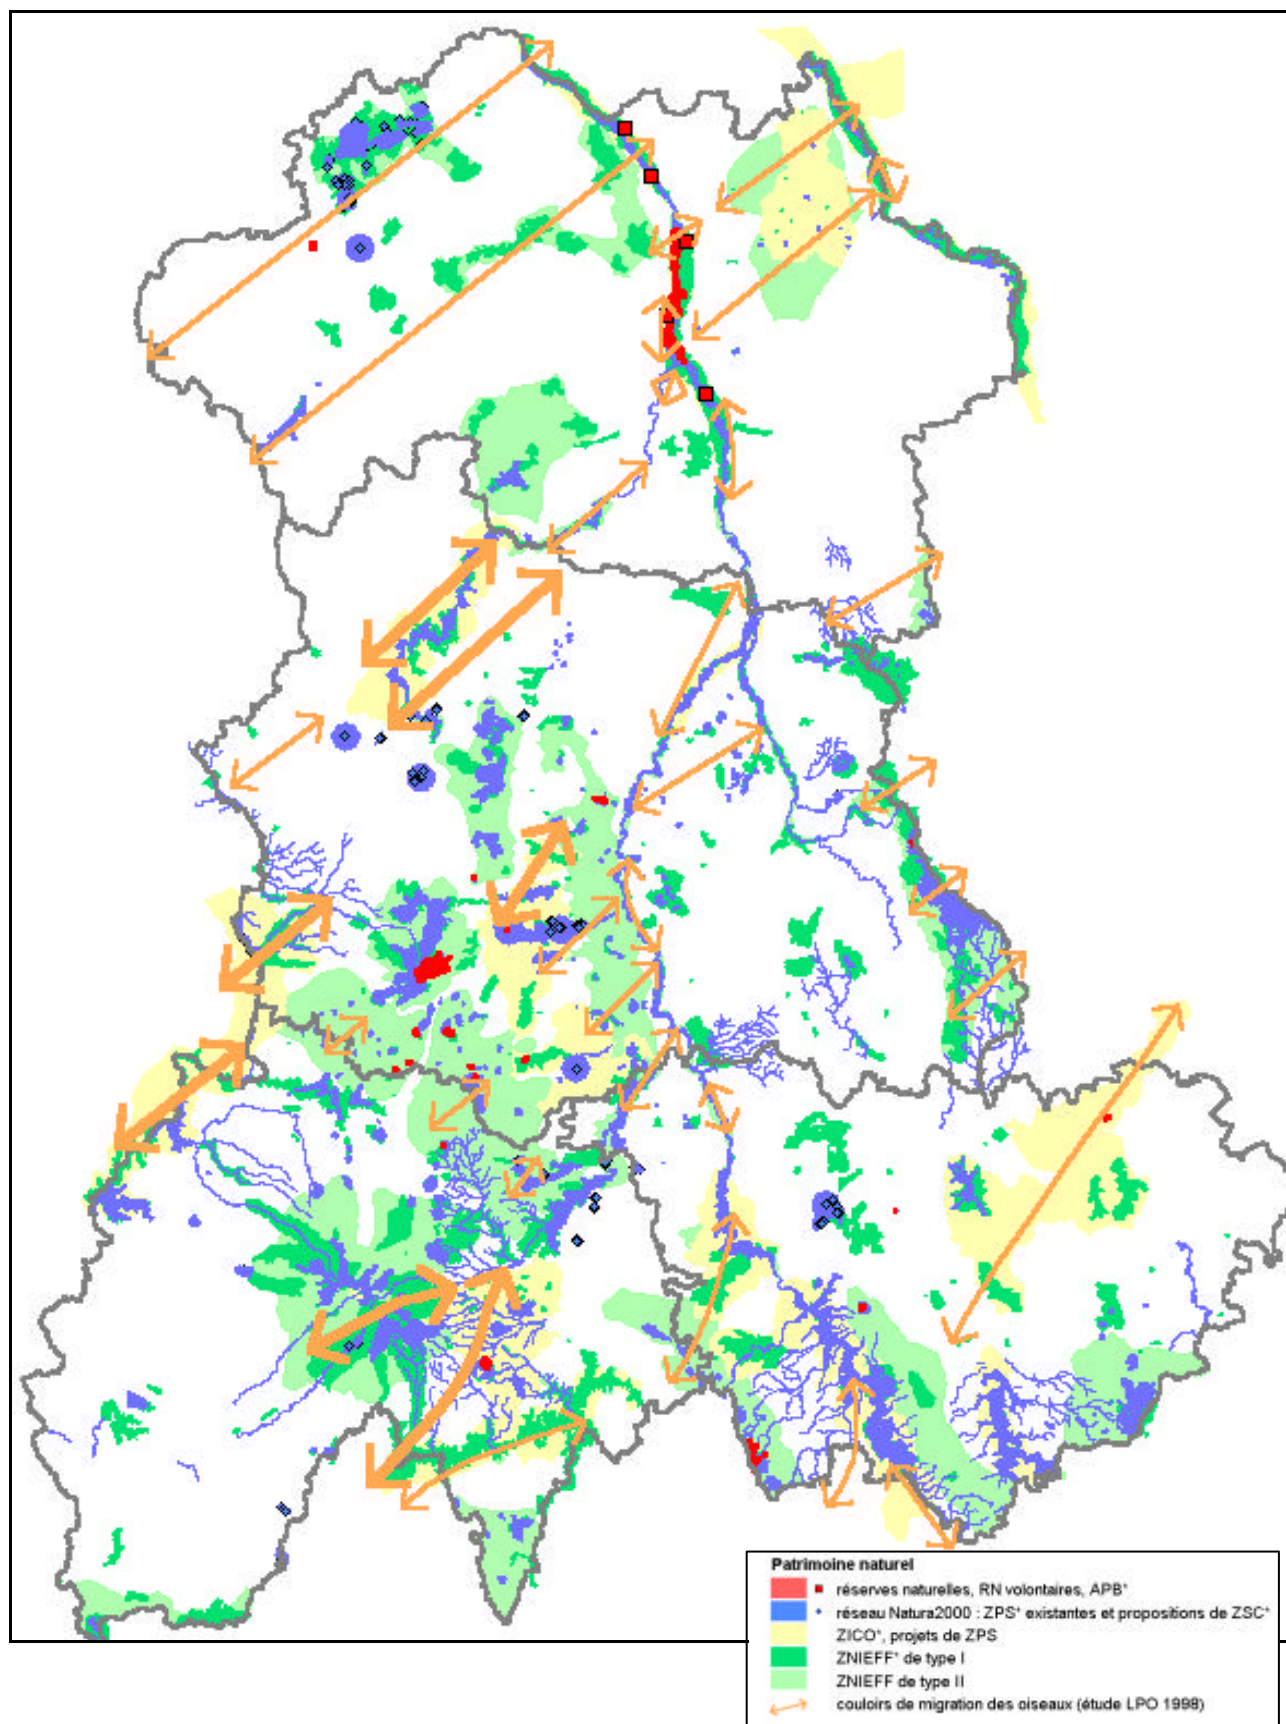 Patrimoine naturel
réserves naturelles, RN volontaires, APB*
réseau Natura2000 : ZPS* existantes et propositions de ZSC*
ZICO*, projets de ZPS
ZNIEFF* de type I
ZNIEFF de type II
couloirs de migration des oiseaux (étude LPO 1998)